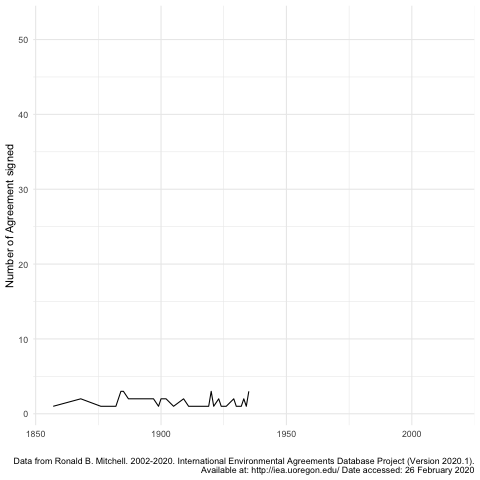 50
40
30
20
10
0
Number of Agreement signed
1850 1900 1950 2000
Data from Ronald B. Mitchell. 2002-2020. International Environmental Agreements Database Project (Version 2020.1).
Available at: http://iea.uoregon.edu/ Date accessed: 26 February 2020